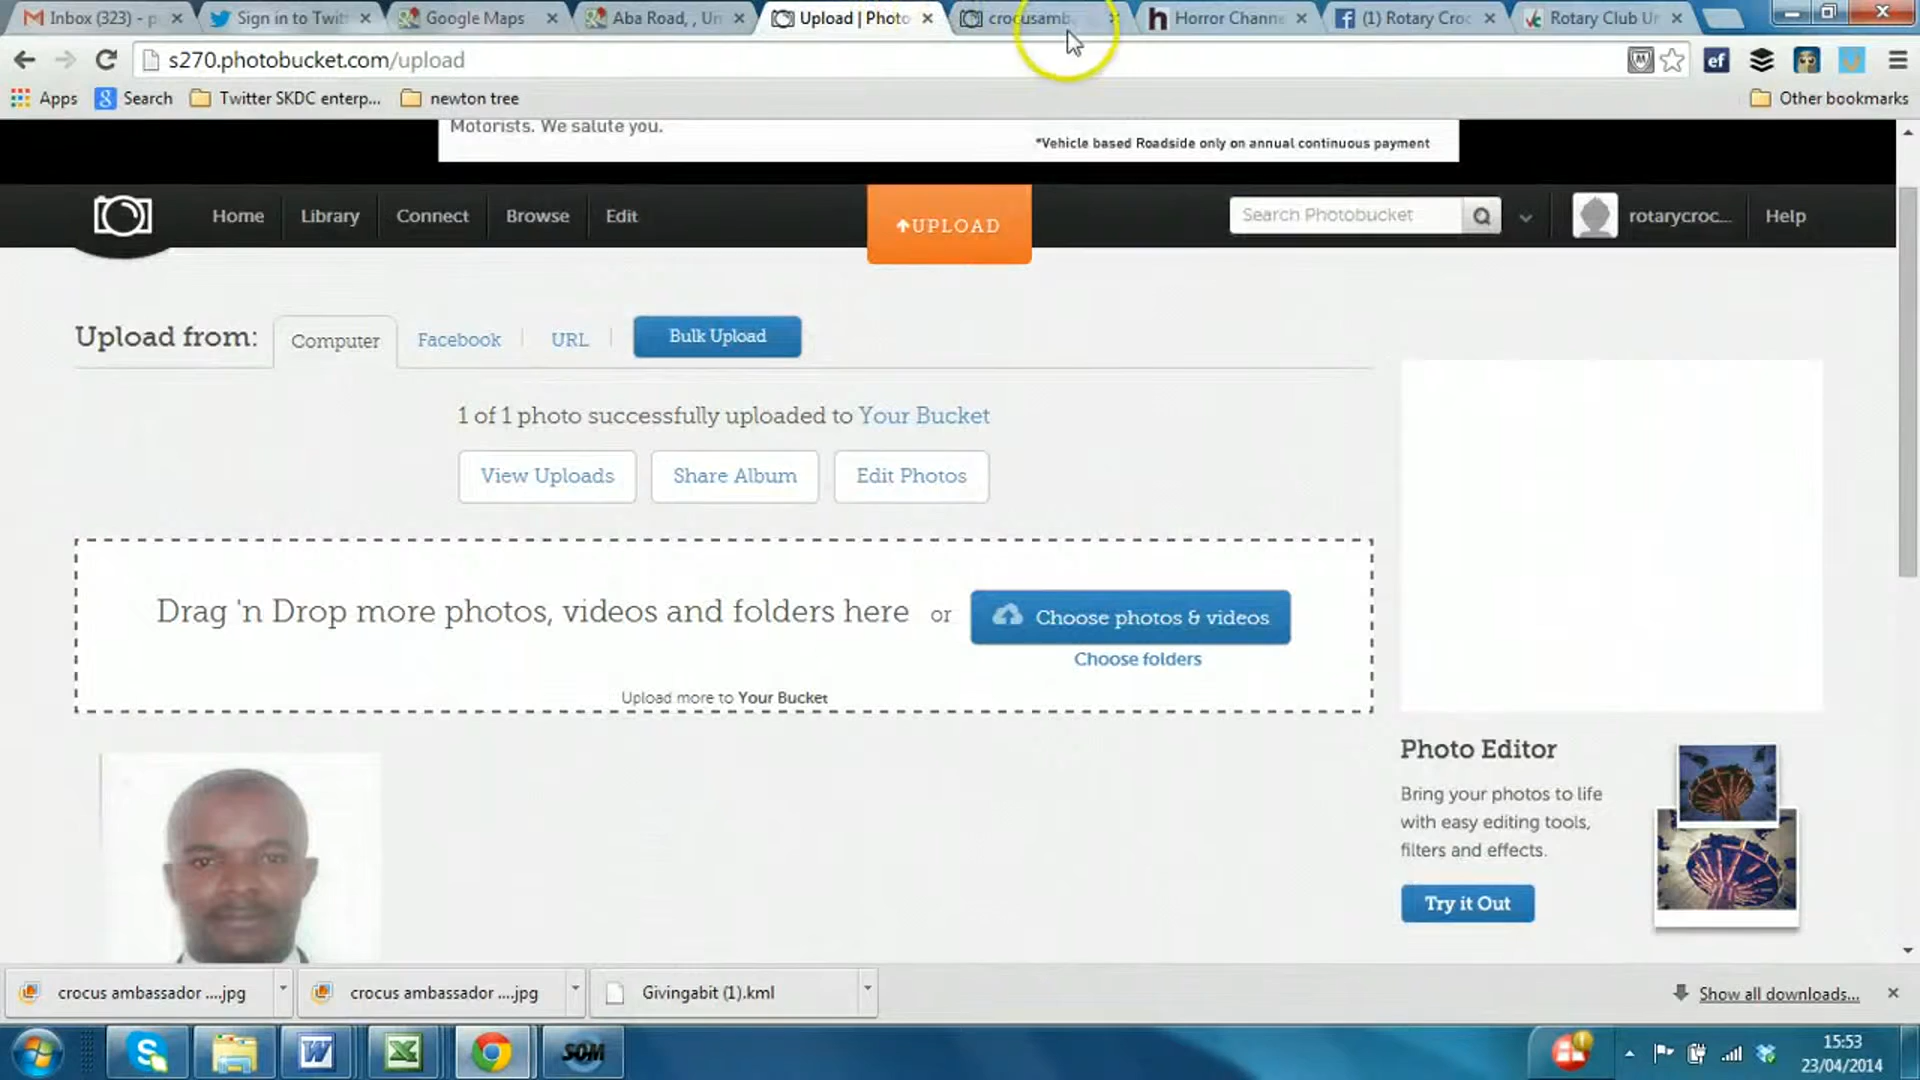 Inbox (323) - p
Sign in to Twitt
Google Maps
Aba Road, , Un
Upload | Photo
crocusamb
Horror Channe
(1) Rotary Croc
Rotary Club Un
s270.photobucket.com/upload
ef
Apps
Search
Twitter SKDC enterp...
newton tree
Other bookmarks
Motorists. We salute you.
*Vehicle based Roadside only on annual continuous payment
Home
Library
Connect
Browse
Edit
UPLOAD
Search Photobucket
rotarycroc...
Help
Upload from:
Computer
Facebook
URL
Bulk Upload
1 of 1 photo successfully uploaded to Your Bucket
View Uploads
Share Album
Edit Photos
Drag 'n Drop more photos, videos and folders here or
Choose photos & videos
Choose folders
Upload more to Your Bucket
Photo Editor
Bring your photos to life
with easy editing tools,
filters and effects.
Try it Out
crocus ambassador ....jpg
crocus ambassador ....jpg
Givingabit (1).kml
Show all downloads...
SOM
15:53
23/04/2014